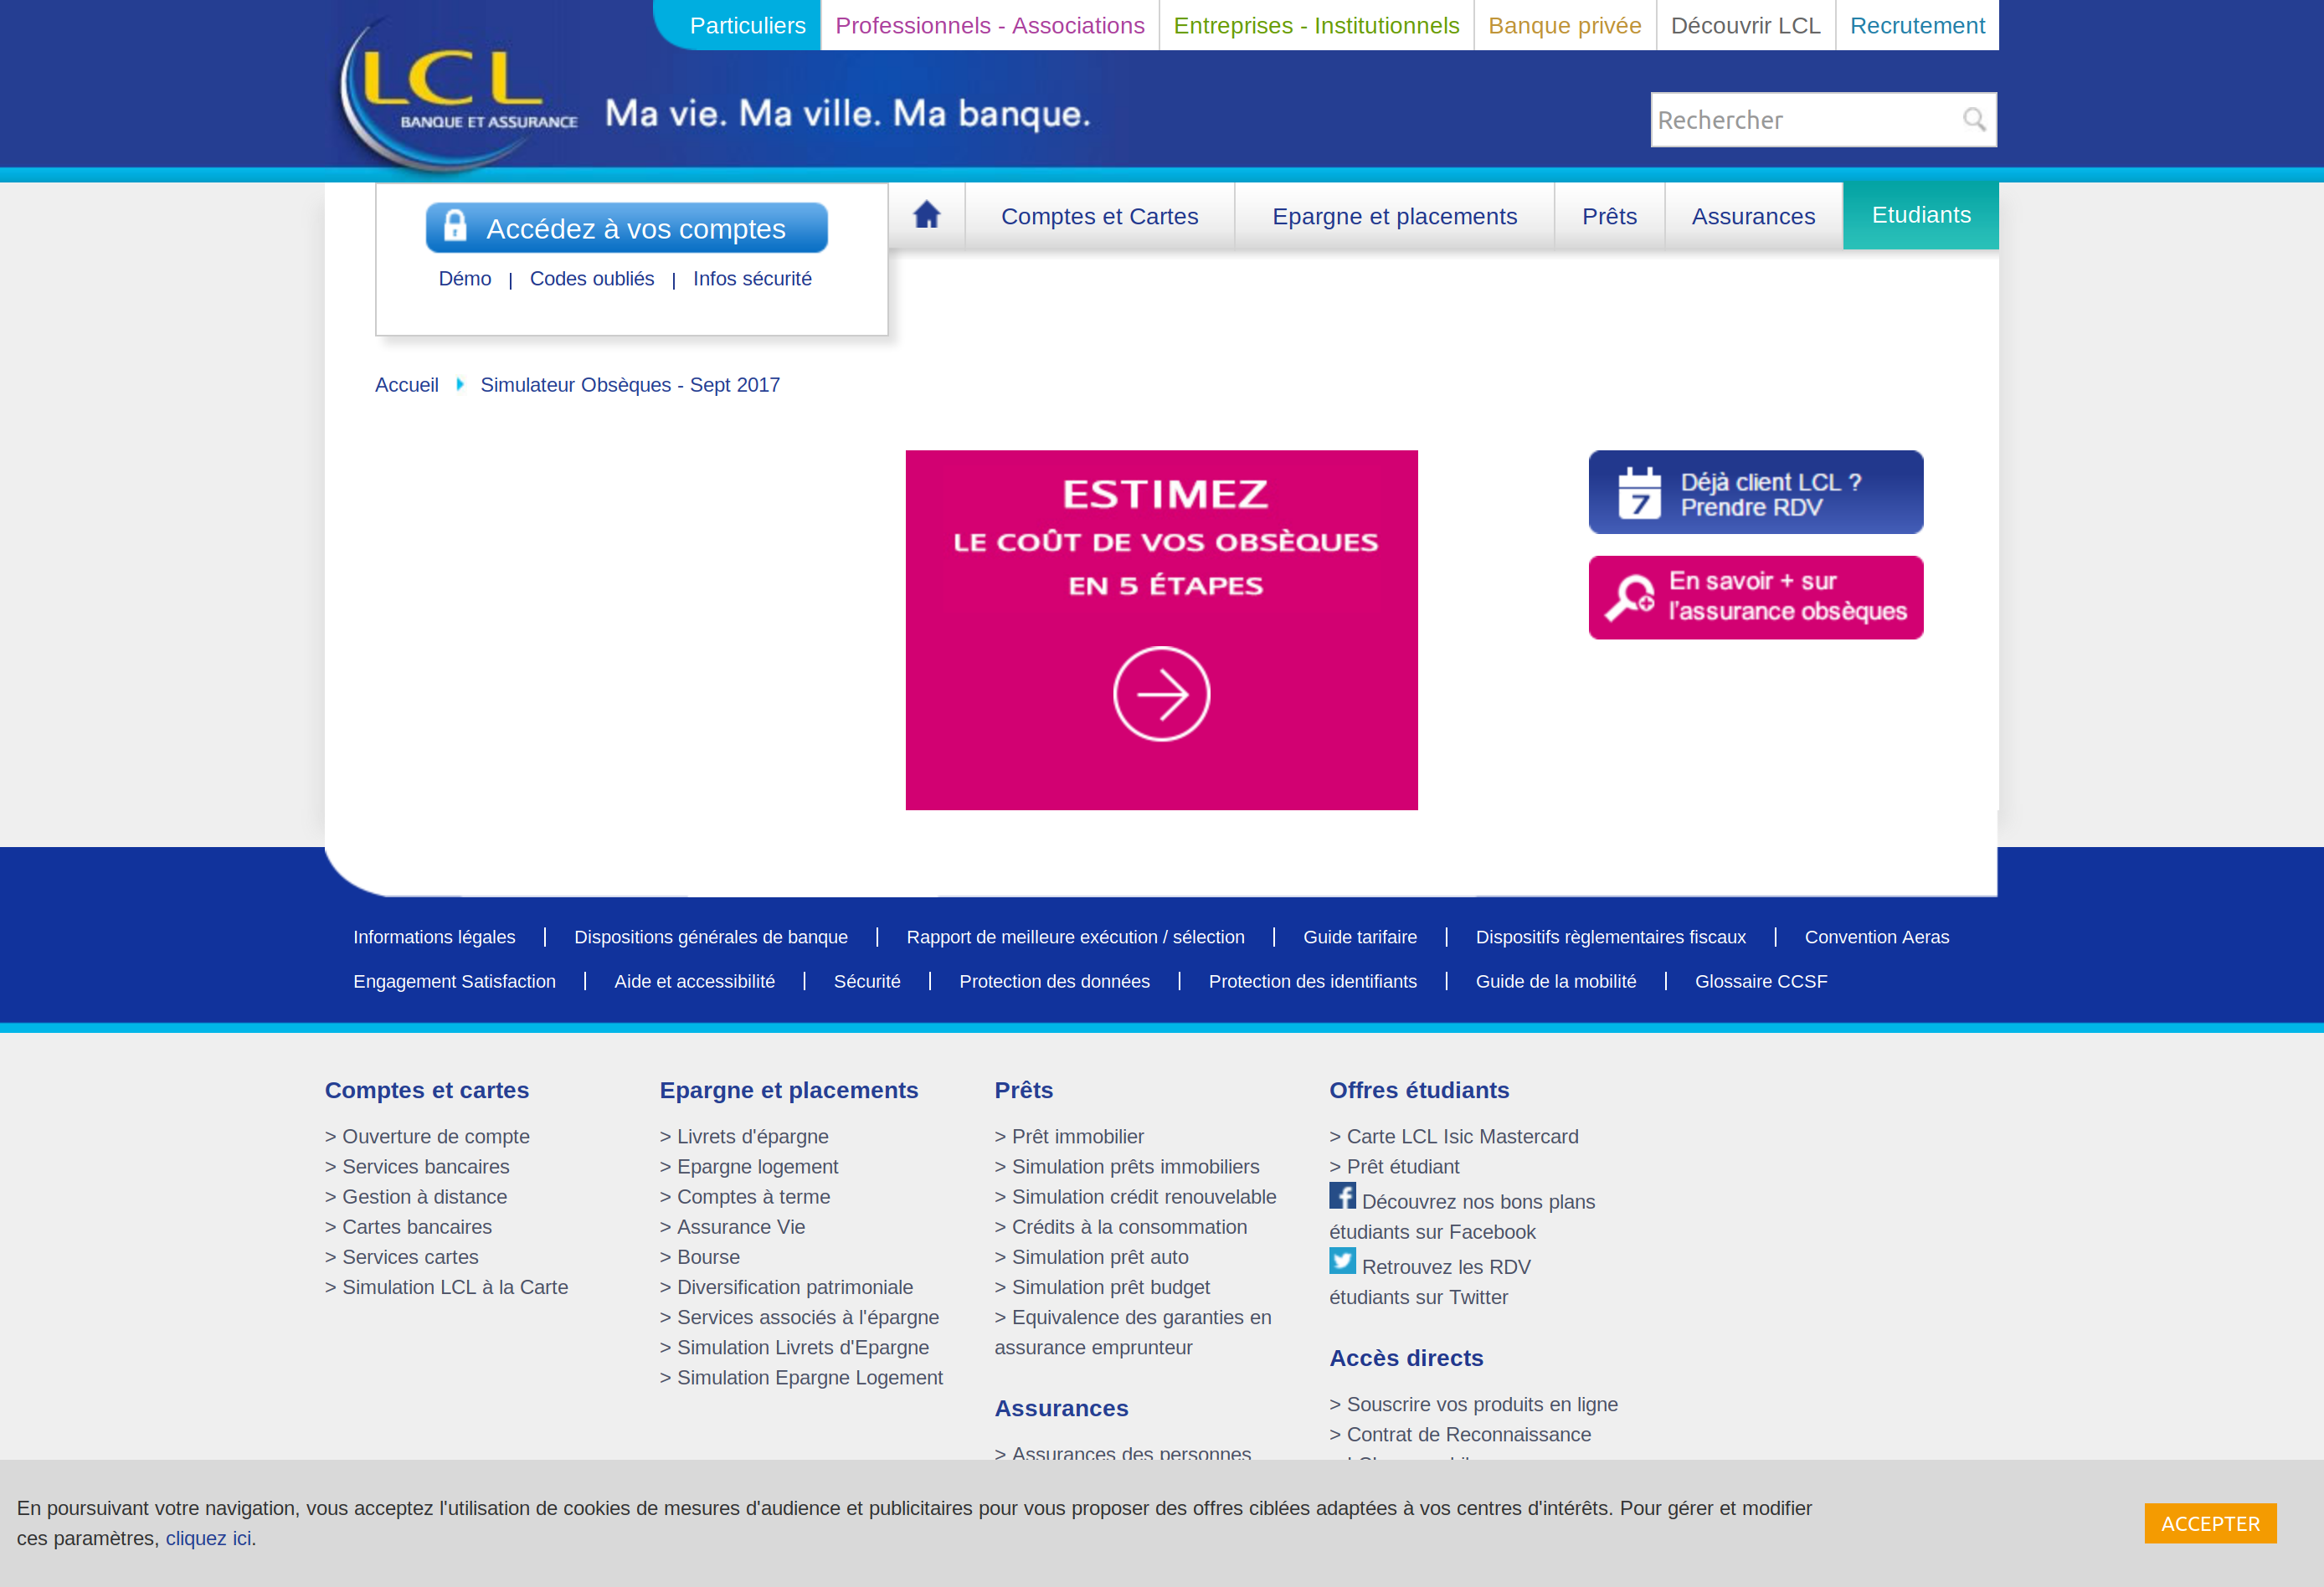 Particuliers
Professionnels - Associations
Entreprises - Institutionnels
Banque privée
Découvrir LCL
Recrutement
LCL
BANQUE ET ASSURANCE
Ma vie. Ma ville. Ma banque.
Rechercher
Accédez à vos comptes
Démo
Codes oubliés
Infos sécurité
Comptes et Cartes
Epargne et placements
Prêts
Assurances
Etudiants
Accueil
Simulateur Obsèques - Sept 2017
ESTIMEZ
LE COÛT DE VOS OBSÈQUES
EN 5 ÉTAPES
7
Déjà client LCL ?
Prendre RDV
En savoir + sur
l'assurance obsèques
Informations légales
Dispositions générales de banque
Rapport de meilleure exécution / sélection
Guide tarifaire
Dispositifs règlementaires fiscaux
Convention Aeras
Engagement Satisfaction
Aide et accessibilité
Sécurité
Protection des données
Protection des identifiants
Guide de la mobilité
Glossaire CCSF
Comptes et cartes
> Ouverture de compte
> Services bancaires
> Gestion à distance
> Cartes bancaires
> Services cartes
> Simulation LCL à la Carte
Epargne et placements
> Livrets d'épargne
> Epargne logement
> Comptes à terme
> Assurance Vie
> Bourse
> Diversification patrimoniale
> Services associés à l'épargne
> Simulation Livrets d'Epargne
> Simulation Epargne Logement
Prêts
> Prêt immobilier
> Simulation prêts immobiliers
> Simulation crédit renouvelable
> Crédits à la consommation
> Simulation prêt auto
> Simulation prêt budget
> Equivalence des garanties en
assurance emprunteur
Assurances
> Assurances des personnes
Offres étudiants
> Carte LCL Isic Mastercard
> Prêt étudiant
Découvrez nos bons plans
étudiants sur Facebook
Retrouvez les RDV
étudiants sur Twitter
Accès directs
> Souscrire vos produits en ligne
> Contrat de Reconnaissance
En poursuivant votre navigation, vous acceptez l'utilisation de cookies de mesures d'audience et publicitaires pour vous proposer des offres ciblées adaptées à vos centres d'intérêts. Pour gérer et modifier
ces paramètres, cliquez ici.
ACCEPTER